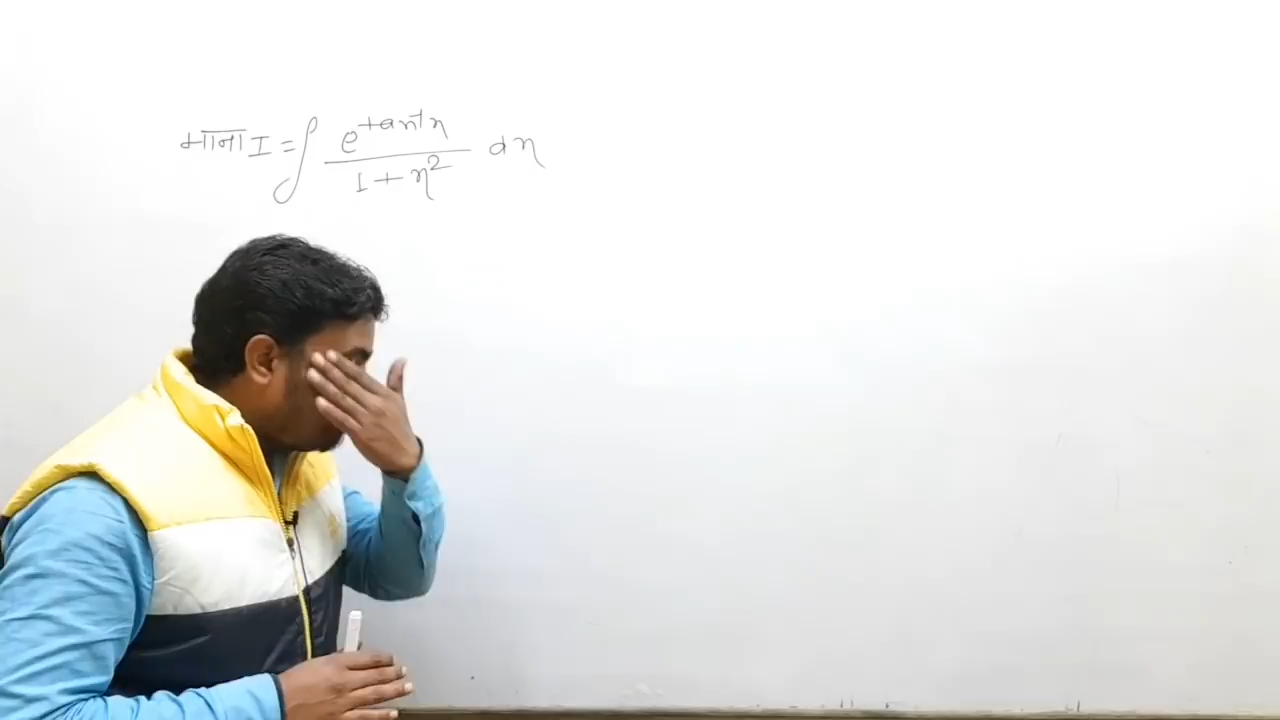 माना I = ∫ e^{tan⁻¹x} / (1 + x²) dx